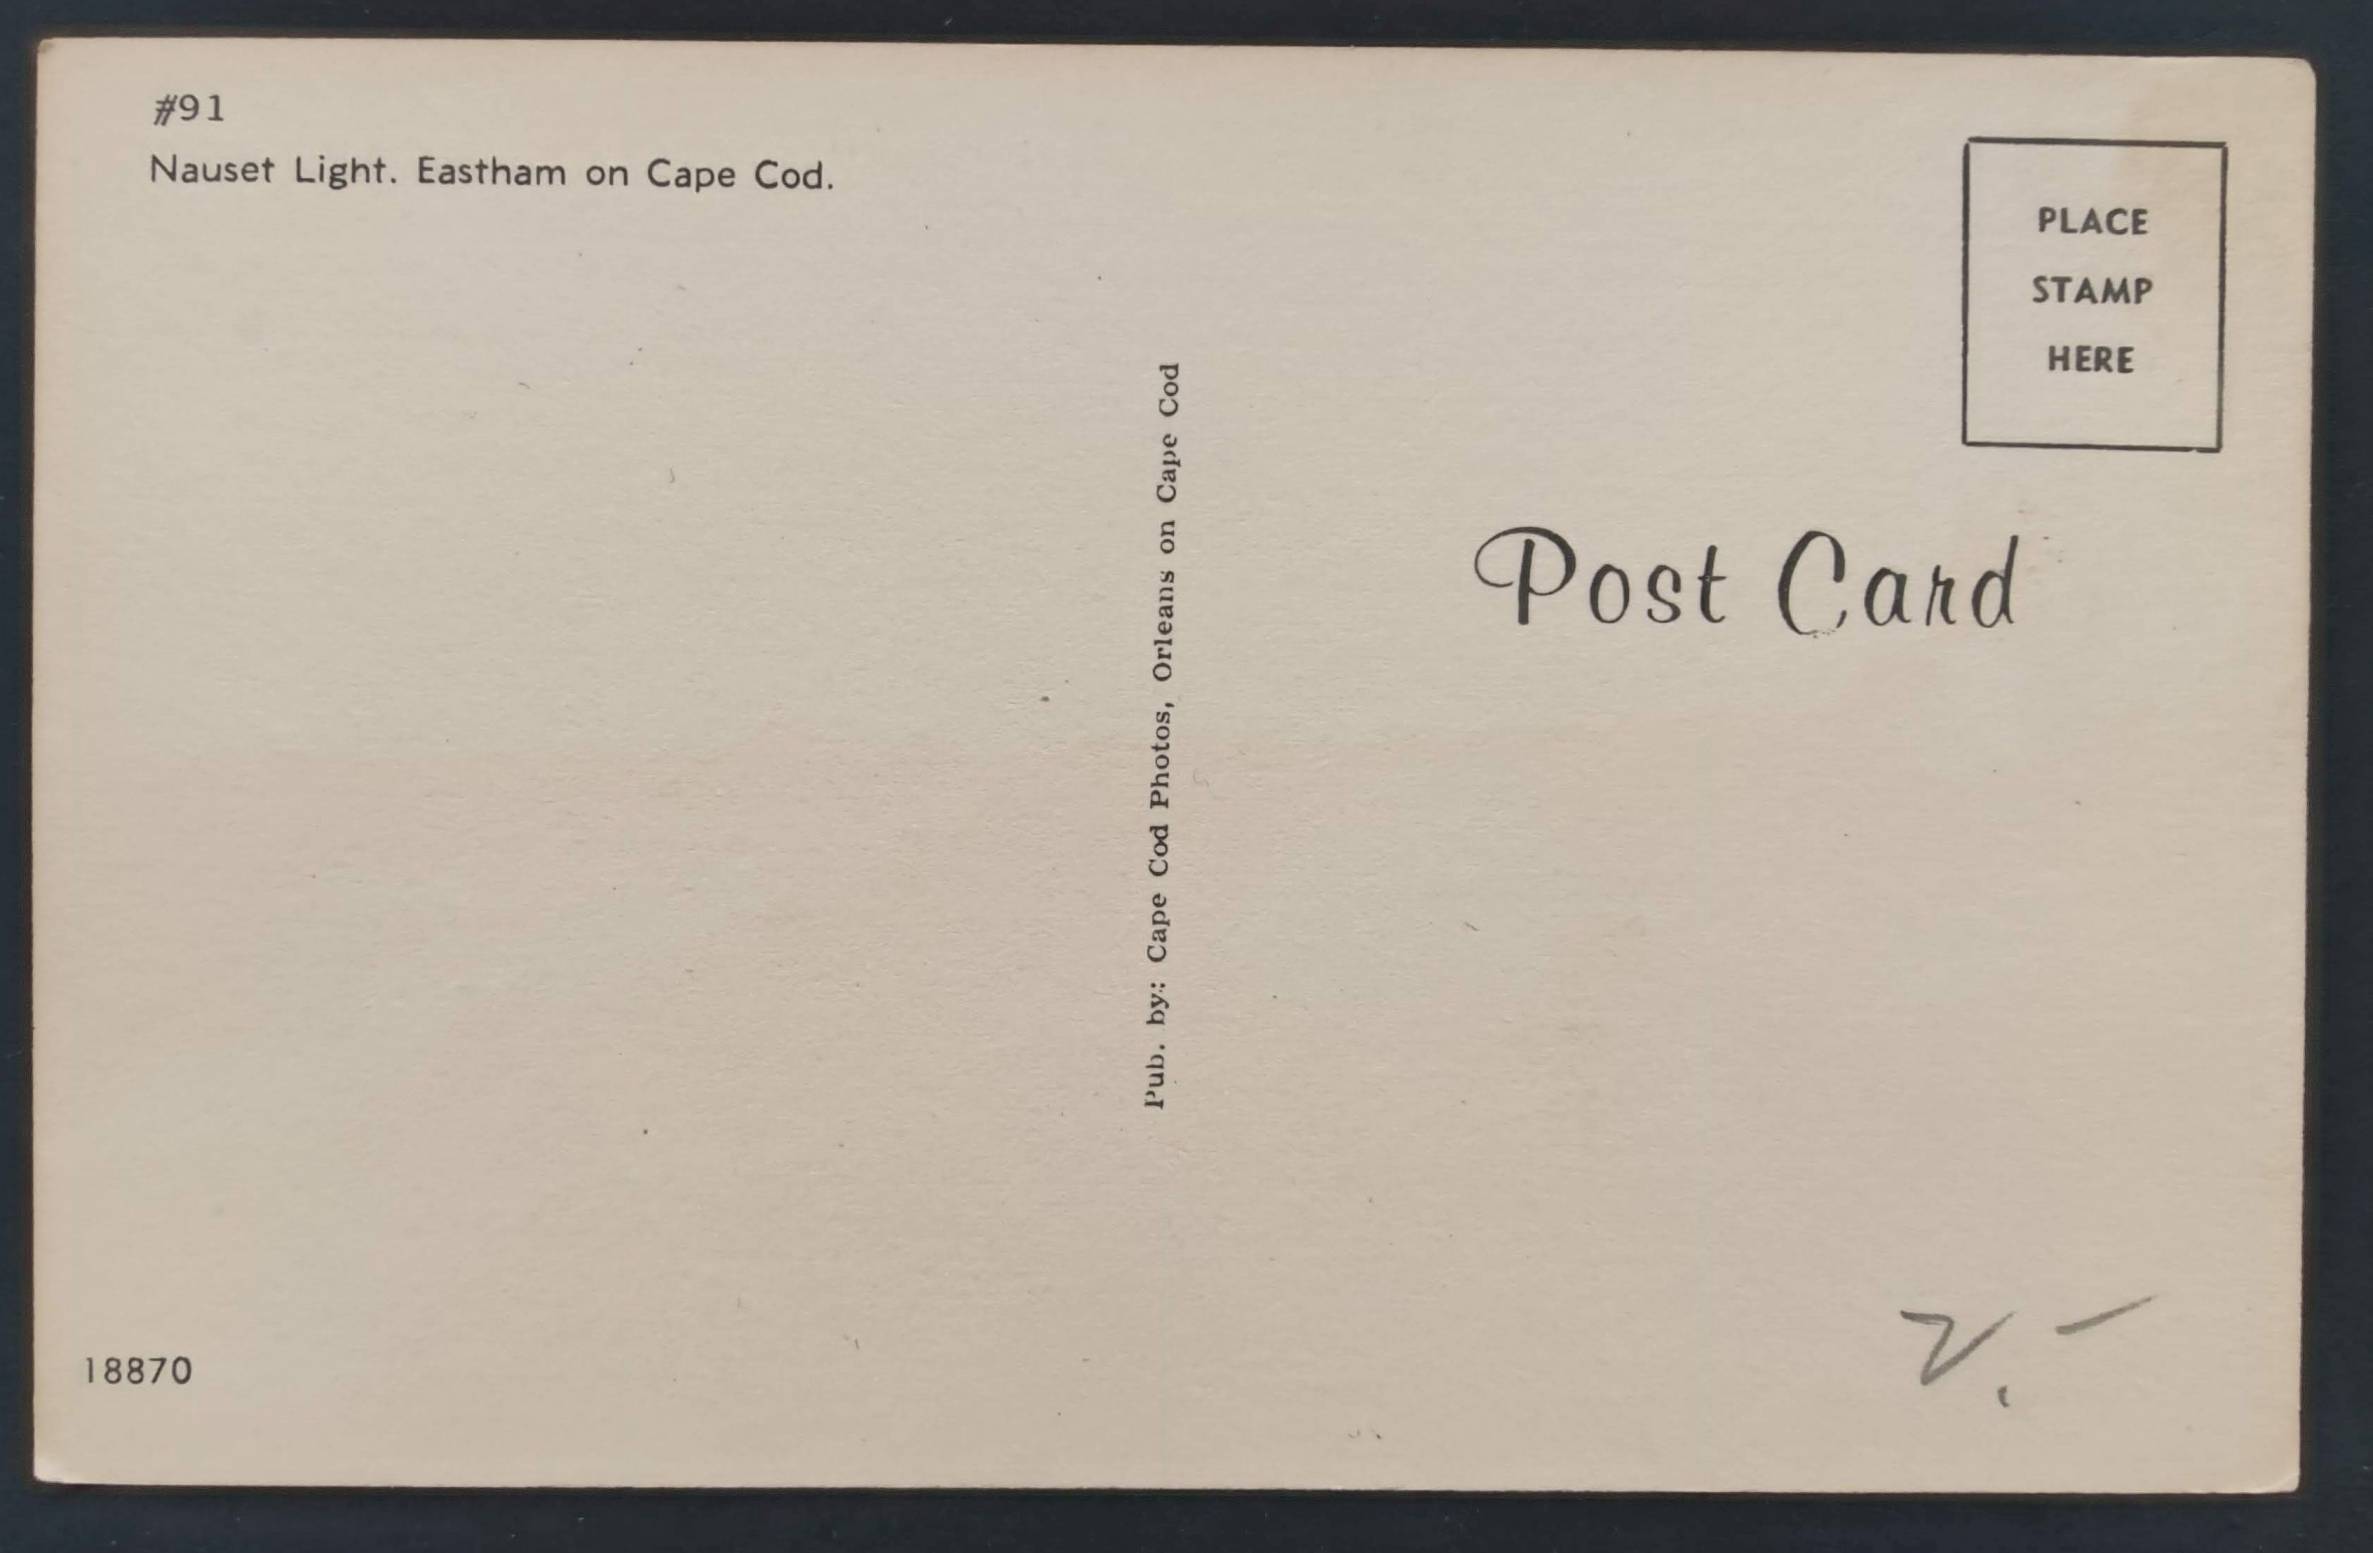 #91
Nauset Light. Eastham on Cape Cod.
PLACE
STAMP
HERE
Pub. by: Cape Cod Photos, Orleans on Cape Cod
Post Card
18870
2.-